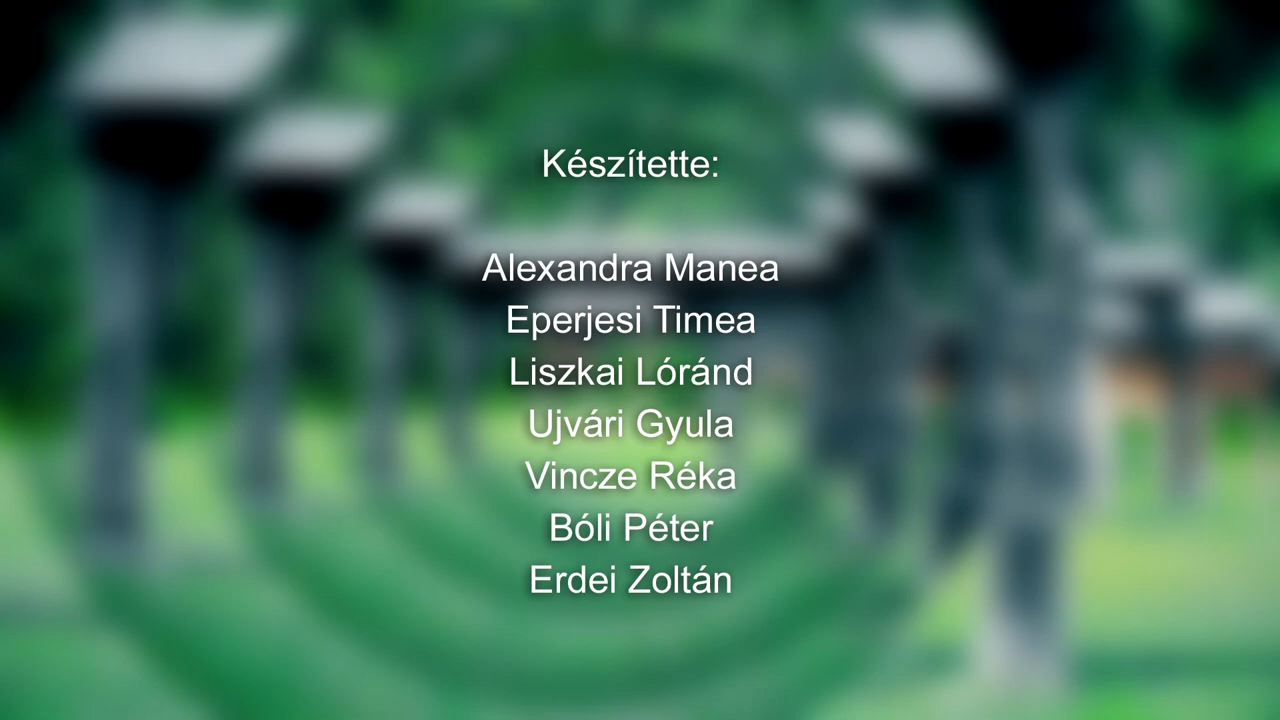 Készítette:
Alexandra Manea
Eperjesi Timea
Liszkai Lóránd
Ujvári Gyula
Vincze Réka
Bóli Péter
Erdei Zoltán